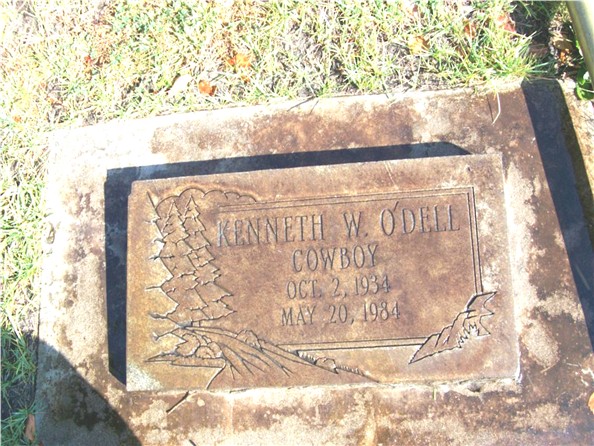 KENNETH W. O'DELL
COWBOY
OCT. 2, 1934
MAY 20, 1984